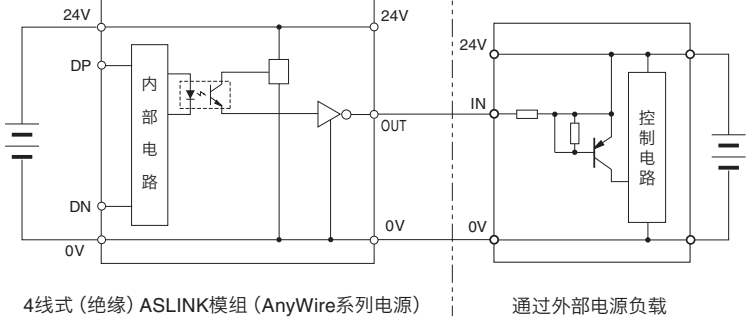 24V
24V
DP
内部电路
OUT
DN
0V
0V
24V
IN
控制电路
0V
4线式（绝缘）ASLINK模组（AnyWire系列电源）
通过外部电源负载